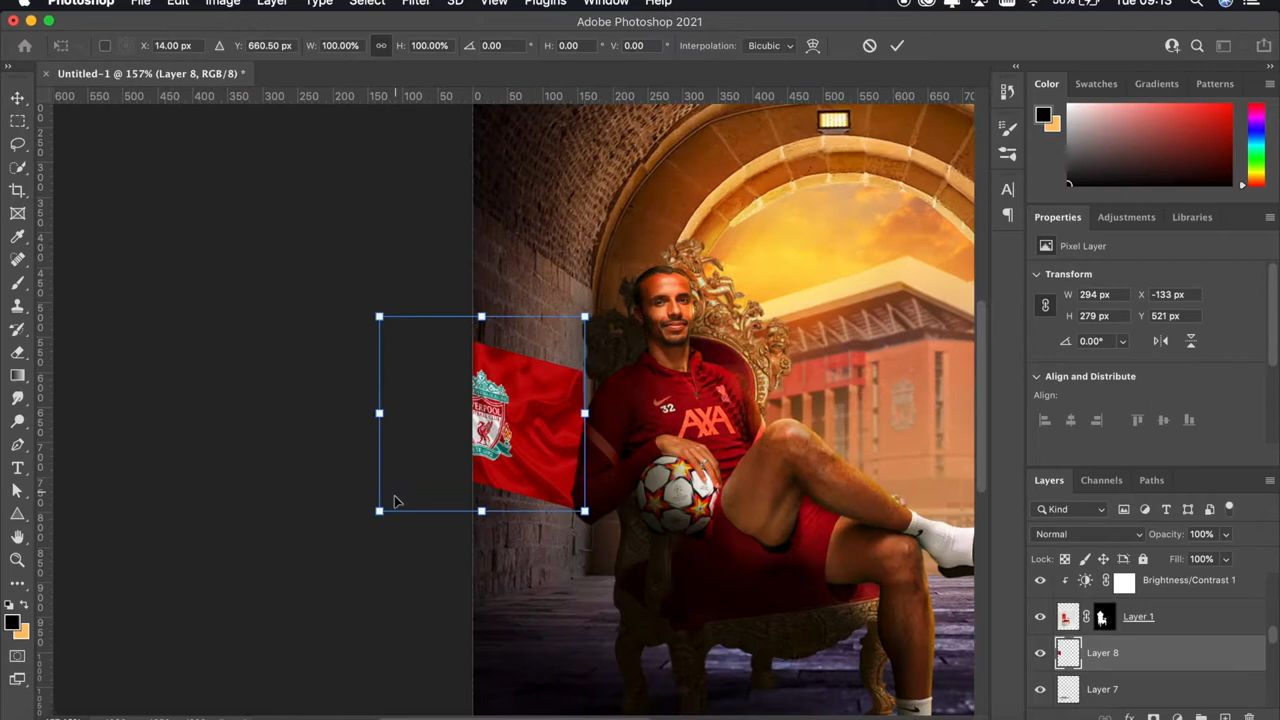 Photoshop File Edit Image Layer Type Select Filter 3D View Plugins Window Help 56% Tue 09:13
Adobe Photoshop 2021
X: 14.00 px Y: 660.50 px W: 100.00% H: 100.00% 0.00 ° H: 0.00 ° V: 0.00 ° Interpolation: Bicubic
Untitled-1 @ 157% (Layer 8, RGB/8) *
600 550 500 450 400 350 300 250 200 150 100 50 0 50 100 150 200 250 300 350 400 450 500 550 600 650
Color Swatches Gradients Patterns
Properties Adjustments Libraries
Pixel Layer
Transform
W 294 px X -133 px
H 279 px Y 521 px
0.00°
Align and Distribute
Align:
32
AXA
Layers Channels Paths
Kind
Normal Opacity: 100%
Lock: Fill: 100%
Brightness/Contrast 1
Layer 1
Layer 8
Layer 7